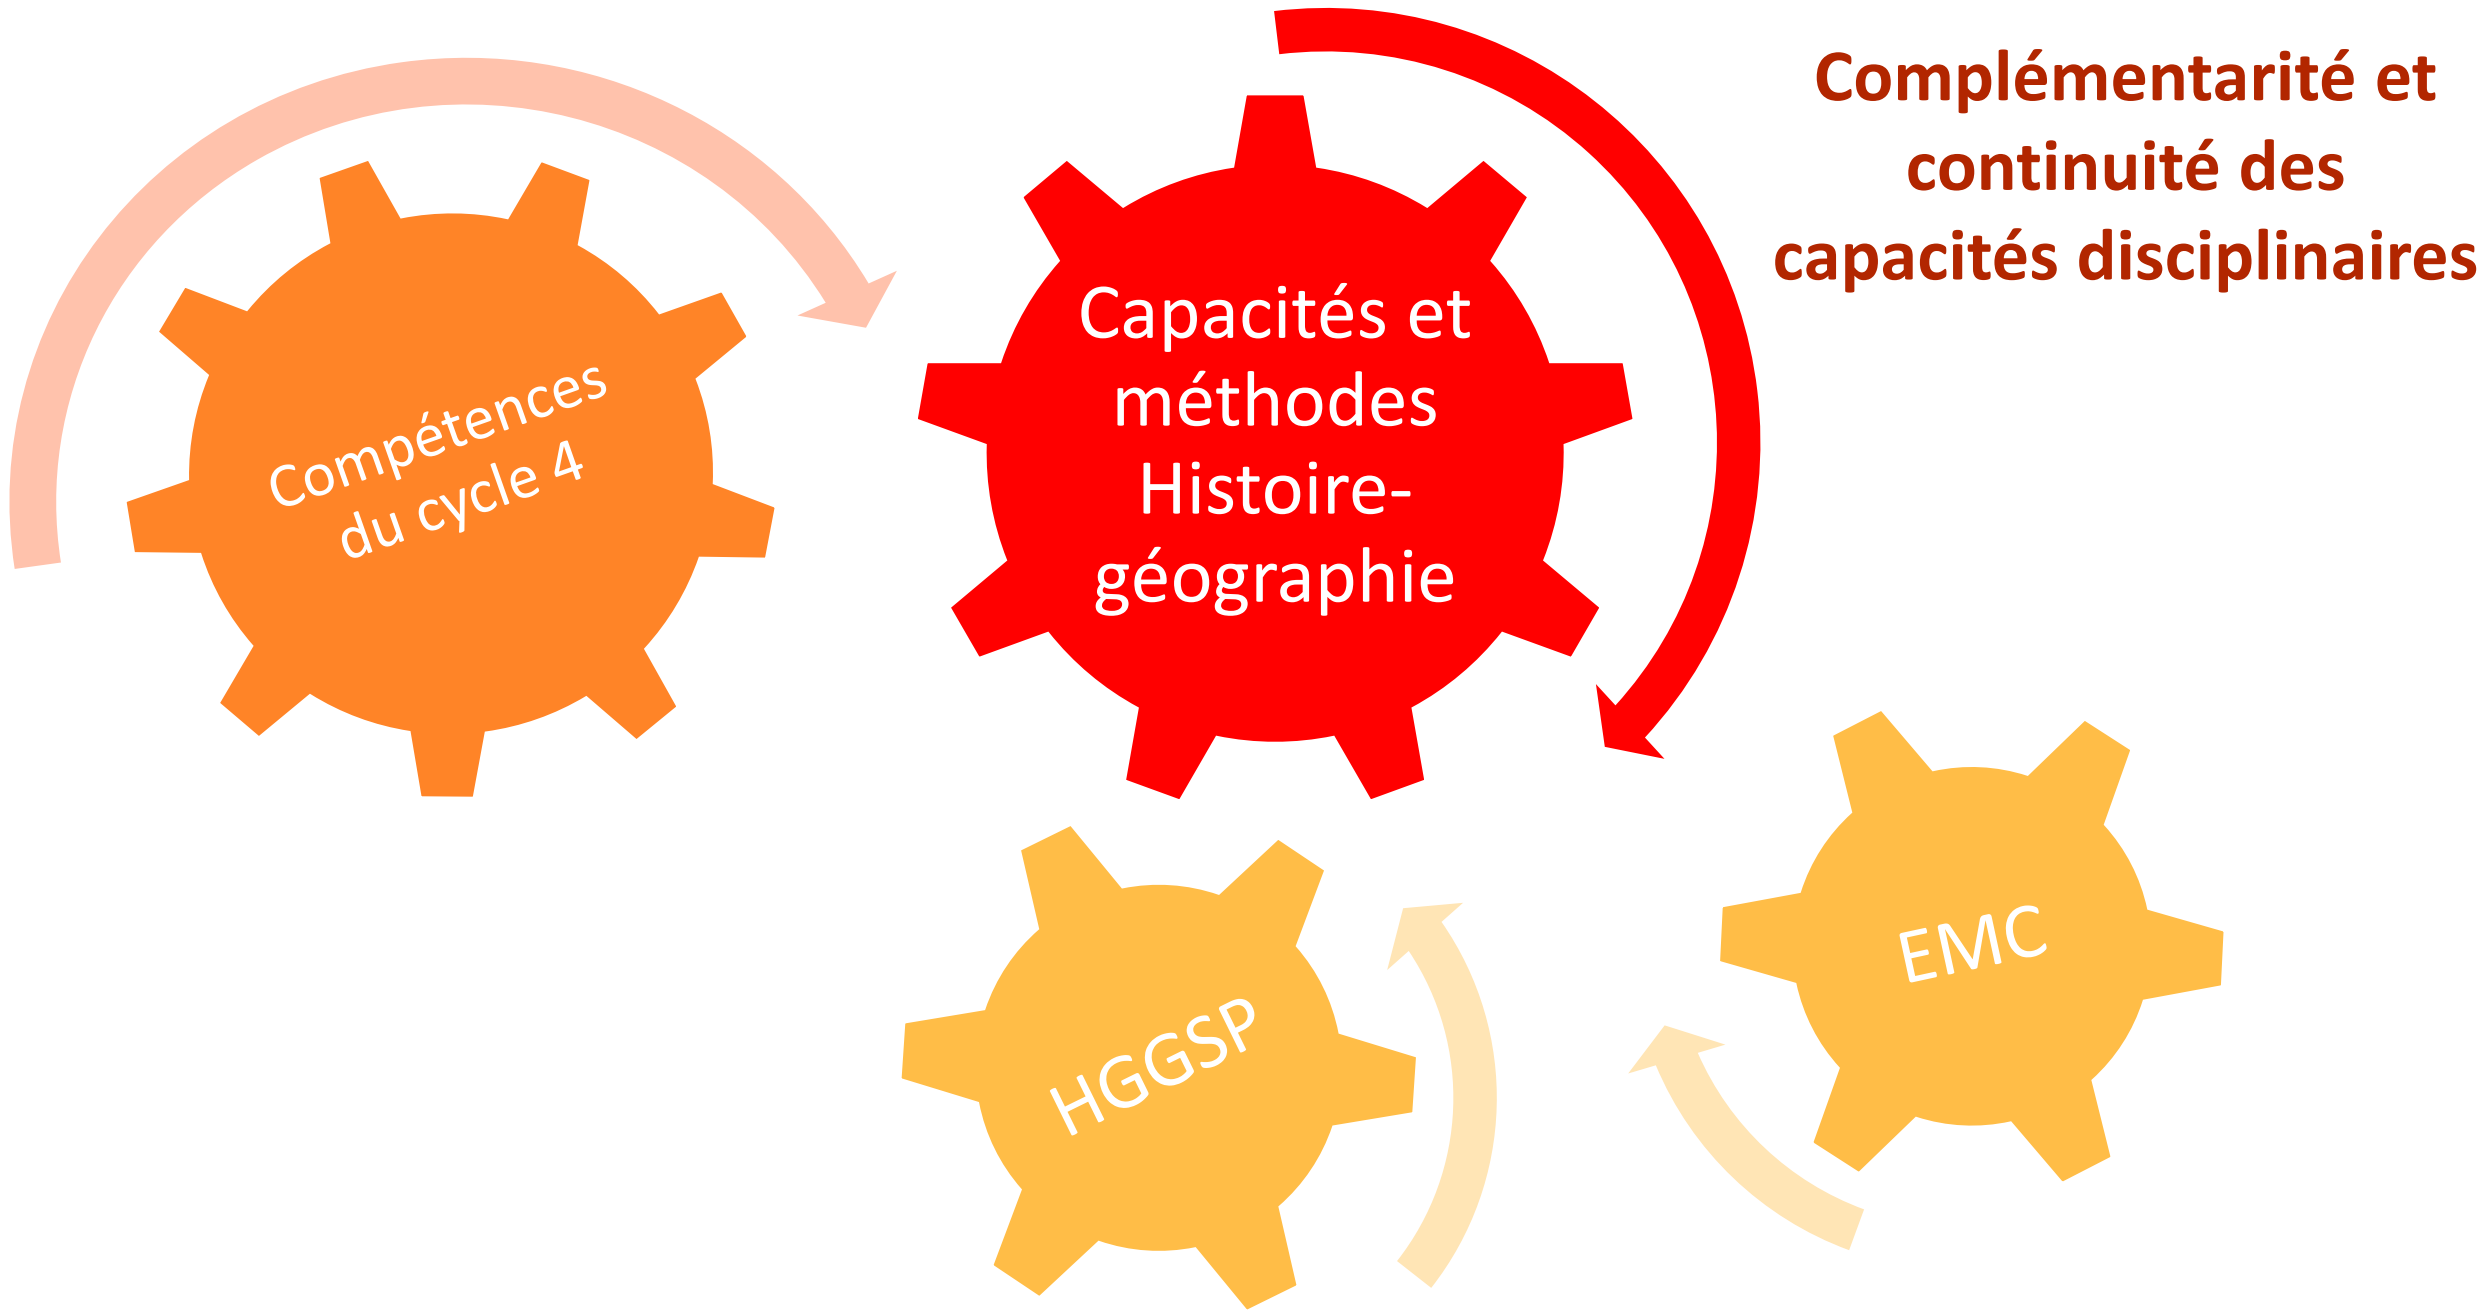 Complémentarité et
continuité des
capacités disciplinaires
Compétences
du cycle 4
Capacités et
méthodes
Histoire-
géographie
HGGSP
EMC